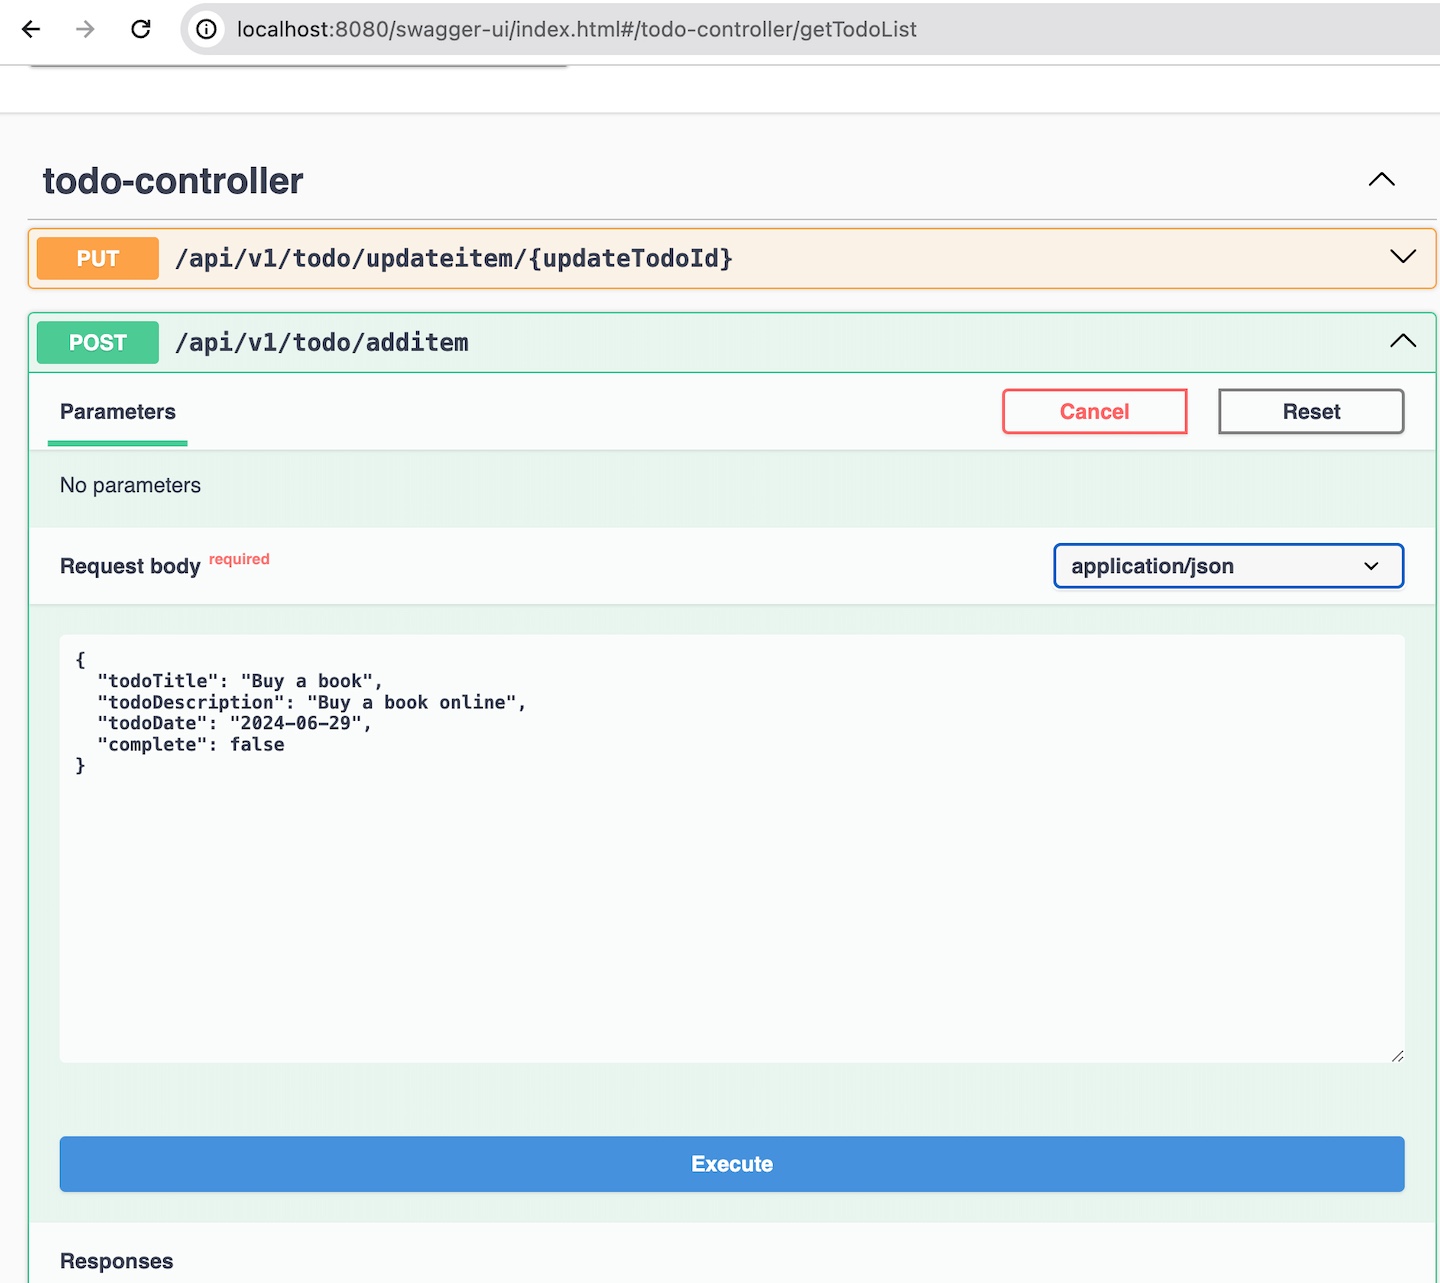 localhost:8080/swagger-ui/index.html#/todo-controller/getTodoList
todo-controller
PUT /api/v1/todo/updateitem/{updateTodoId}
POST /api/v1/todo/additem
Parameters Cancel Reset
No parameters
Request body required application/json
{
  "todoTitle": "Buy a book",
  "todoDescription": "Buy a book online",
  "todoDate": "2024-06-29",
  "complete": false
}
Execute
Responses